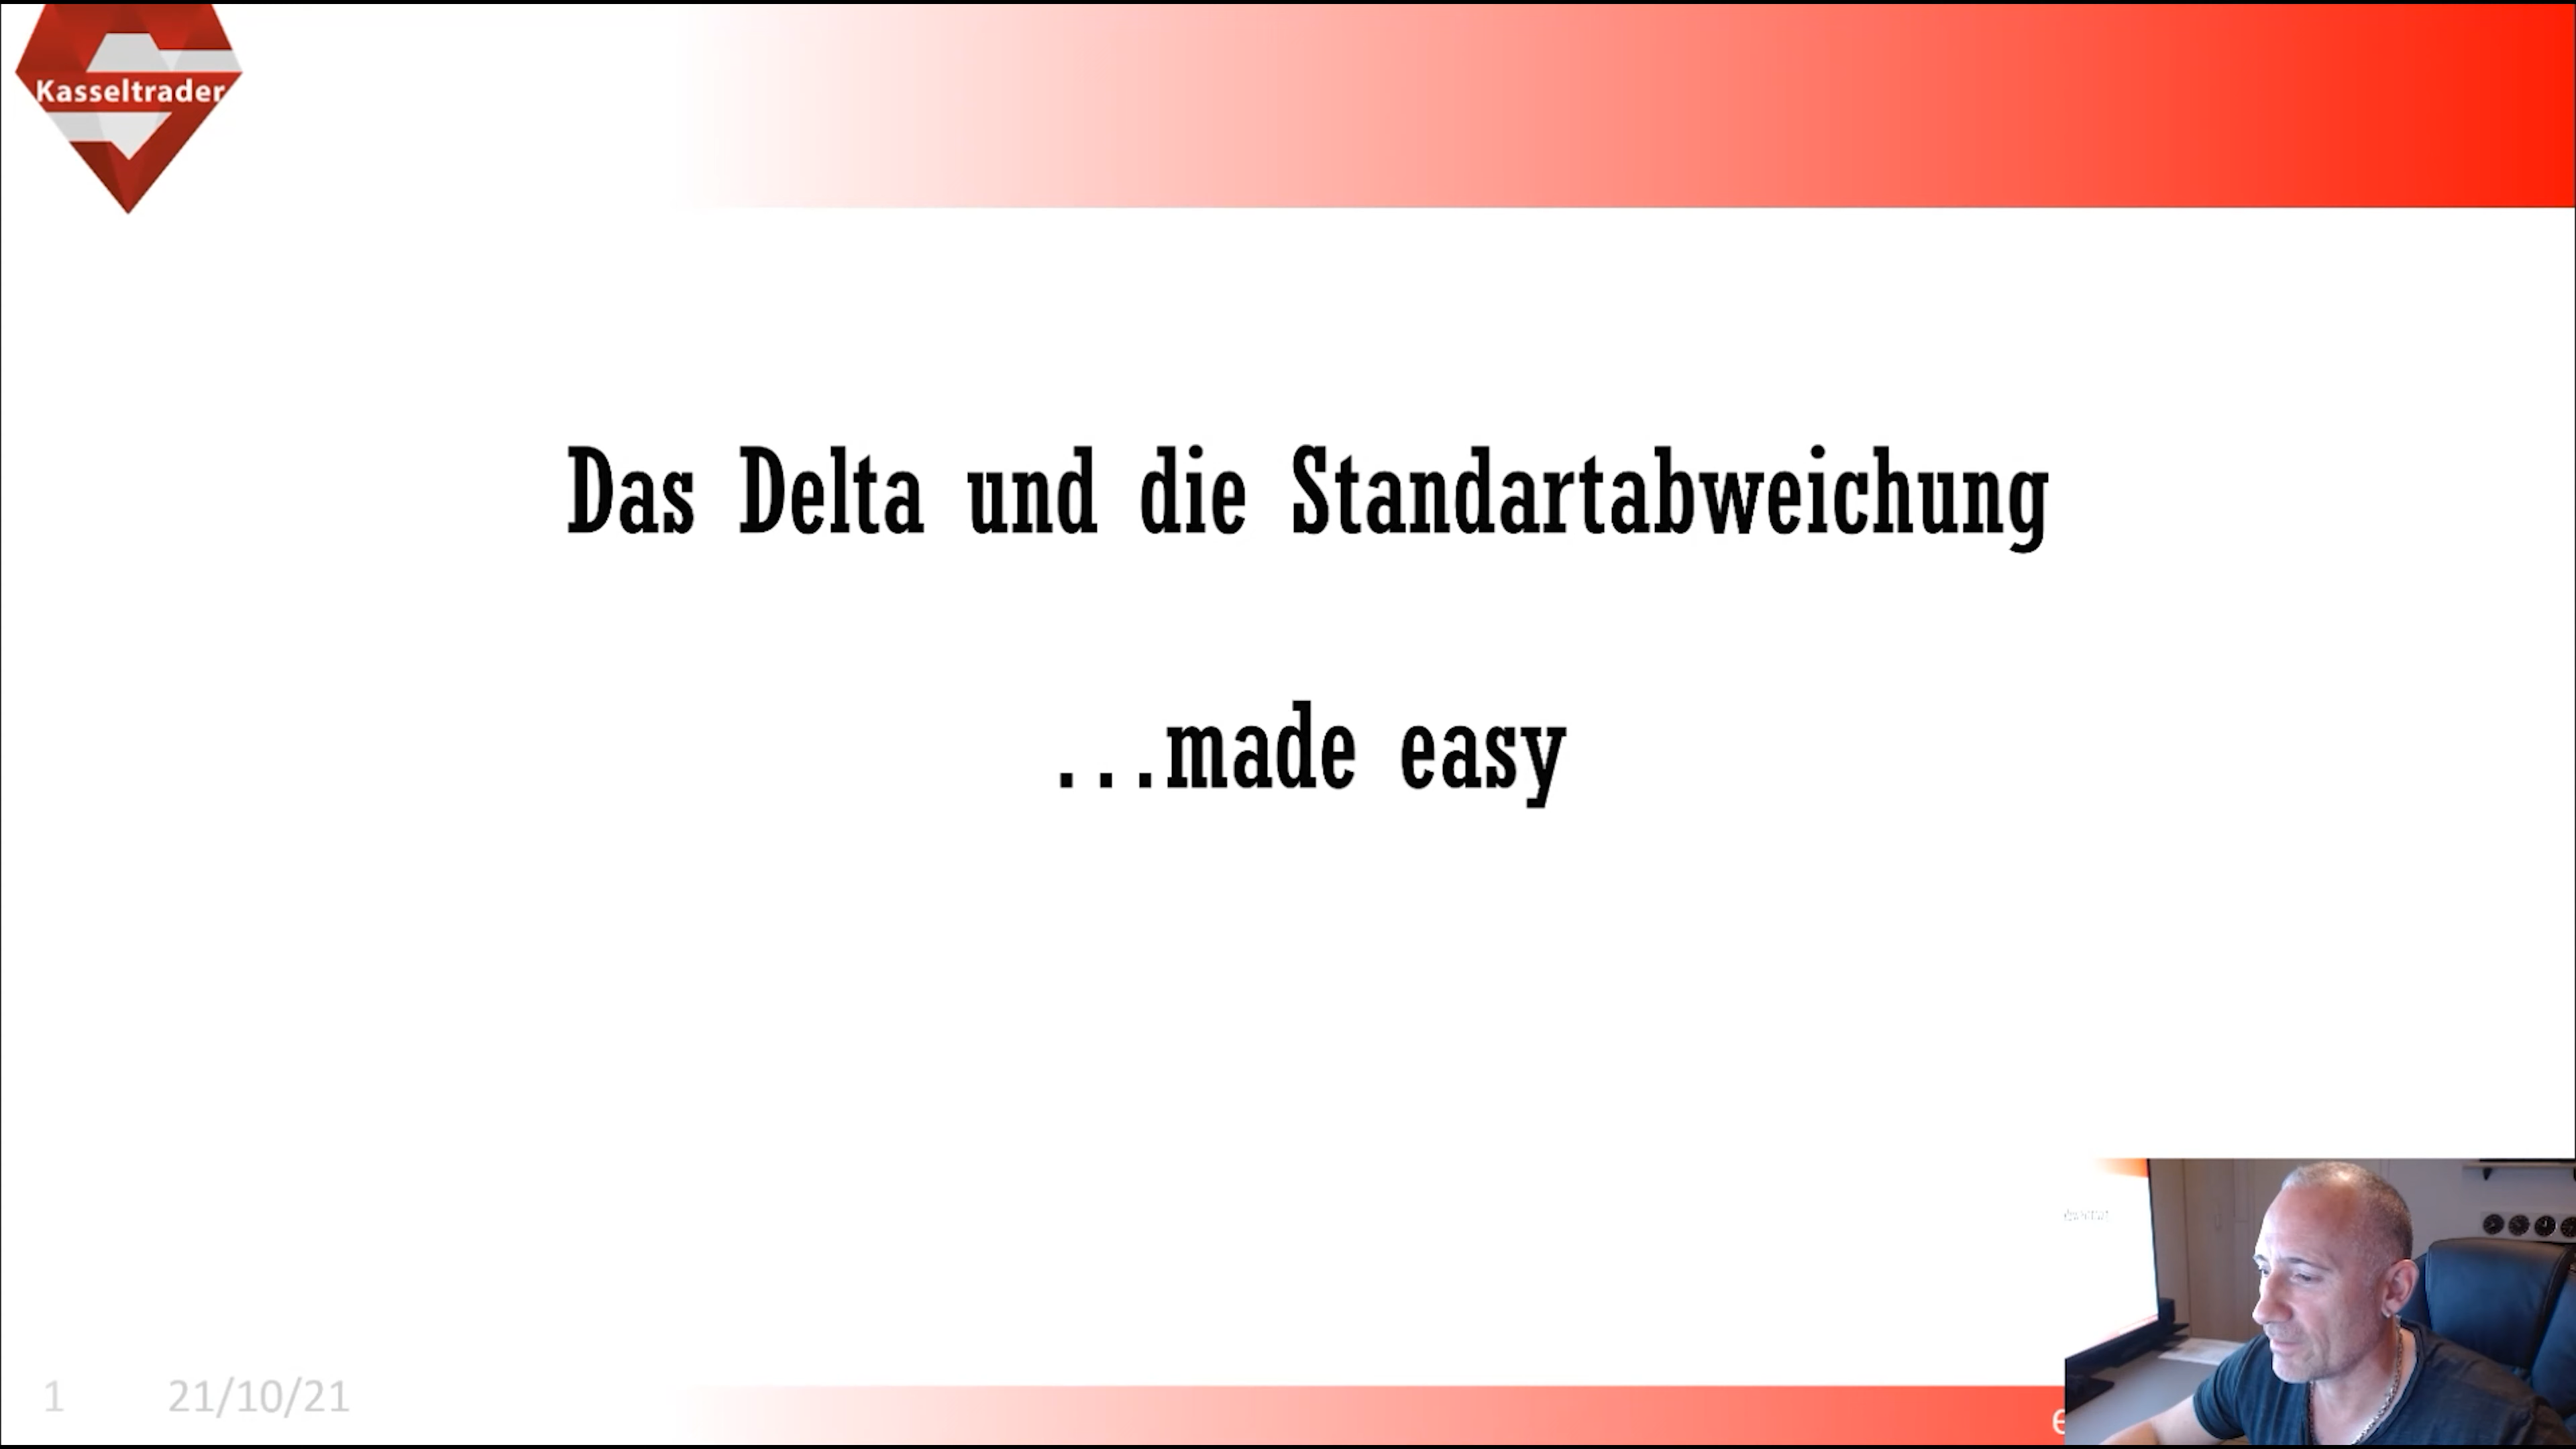 Kasseltrader
Das Delta und die Standartabweichung
...made easy
1
21/10/21